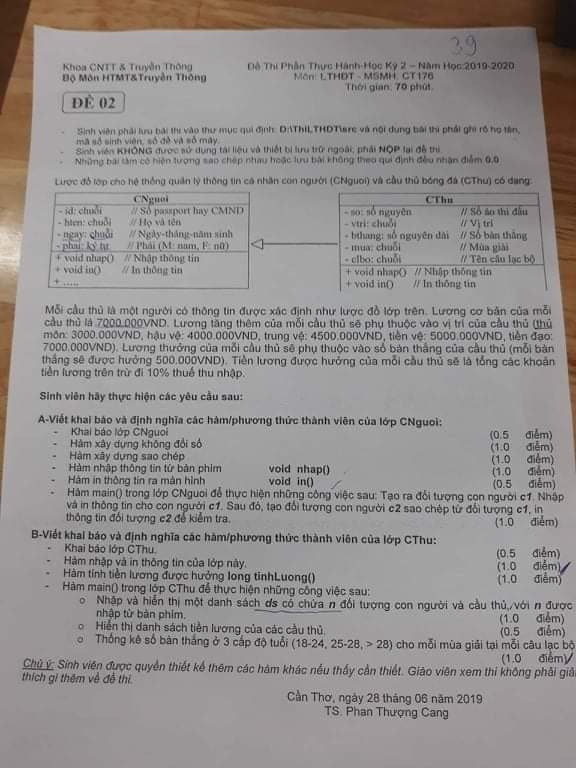 39
Khoa CNTT & Truyền Thông
Đề Thi Phần Thực Hành-Học Kỳ 2 – Năm Học:2019-2020
Bộ Môn HTMT&Truyền Thông
Môn: LTHĐT - MSMH: CT176
Thời gian: 70 phút.
ĐỀ 02
- Sinh viên phải lưu bài thi vào thư mục qui định: D:\ThiLTHDT\src và nội dung bài thi phải ghi rõ họ tên,
mã số sinh viên, số đề và số máy.
- Sinh viên KHÔNG được sử dụng tài liệu và thiết bị lưu trữ ngoài; phải NỘP lại đề thi.
- Những bài làm có hiện tượng sao chép nhau hoặc lưu bài không theo qui định đều nhận điểm 0.0
Lược đồ lớp cho hệ thống quản lý thông tin cá nhân con người (CNguoi) và cầu thủ bóng đá (CThu) có dạng:
CNguoi
- id: chuỗi // Số passport hay CMND
- hten: chuỗi // Họ và tên
- ngay: chuỗi // Ngày-tháng-năm sinh
- phai: ký tự // Phái (M: nam, F: nữ)
+ void nhap() // Nhập thông tin
+ void in() // In thông tin
+ .....
CThu
- so: số nguyên // Số áo thi đấu
- vtri: chuỗi // Vị trí
- bthang: số nguyên dài // Số bàn thắng
- mua: chuỗi // Mùa giải
- clbo: chuỗi // Tên câu lạc bộ
+ void nhap() // Nhập thông tin
+ void in() // In thông tin
Mỗi cầu thủ là một người có thông tin được xác định như lược đồ lớp trên. Lương cơ bản của mỗi
cầu thủ là 7000.000VND. Lương tăng thêm của mỗi cầu thủ sẽ phụ thuộc vào vị trí của cầu thủ (thủ
môn: 3000.000VND, hậu vệ: 4000.000VND, trung vệ: 4500.000VND, tiền vệ: 5000.000VND, tiền đạo:
7000.000VND). Lương thưởng của mỗi cầu thủ sẽ phụ thuộc vào số bàn thắng của cầu thủ (mỗi bàn
thắng sẽ được hưởng 500.000VND). Tiền lương được hưởng của mỗi cầu thủ sẽ là tổng các khoản
tiền lương trên trừ đi 10% thuế thu nhập.
Sinh viên hãy thực hiện các yêu cầu sau:
A-Viết khai báo và định nghĩa các hàm/phương thức thành viên của lớp CNguoi:
- Khai báo lớp CNguoi (0.5 điểm)
- Hàm xây dựng không đối số (1.0 điểm)
- Hàm xây dựng sao chép (1.0 điểm)
- Hàm nhập thông tin từ bàn phím void nhap() (1.0 điểm)
- Hàm in thông tin ra màn hình void in() (0.5 điểm)
- Hàm main() trong lớp CNguoi để thực hiện những công việc sau: Tạo ra đối tượng con người c1. Nhập
và in thông tin cho con người c1. Sau đó, tạo đối tượng con người c2 sao chép từ đối tượng c1, in
thông tin đối tượng c2 để kiểm tra. (1.0 điểm)
B-Viết khai báo và định nghĩa các hàm/phương thức thành viên của lớp CThu:
- Khai báo lớp CThu. (0.5 điểm)
- Hàm nhập và in thông tin của lớp này. (1.0 điểm)
- Hàm tính tiền lương được hưởng long tinhLuong() (1.0 điểm)
- Hàm main() trong lớp CThu để thực hiện những công việc sau:
o Nhập và hiển thị một danh sách ds có chứa n đối tượng con người và cầu thủ, với n được
nhập từ bàn phím. (1.0 điểm)
o Hiển thị danh sách tiền lương của các cầu thủ. (0.5 điểm)
o Thống kê số bàn thắng ở 3 cấp độ tuổi (18-24, 25-28, > 28) cho mỗi mùa giải tại mỗi câu lạc bộ
(1.0 điểm)
Chú ý: Sinh viên được quyền thiết kế thêm các hàm khác nếu thấy cần thiết. Giáo viên xem thi không phải giải
thích gì thêm về đề thi.
Cần Thơ, ngày 28 tháng 06 năm 2019
TS. Phan Thượng Cang